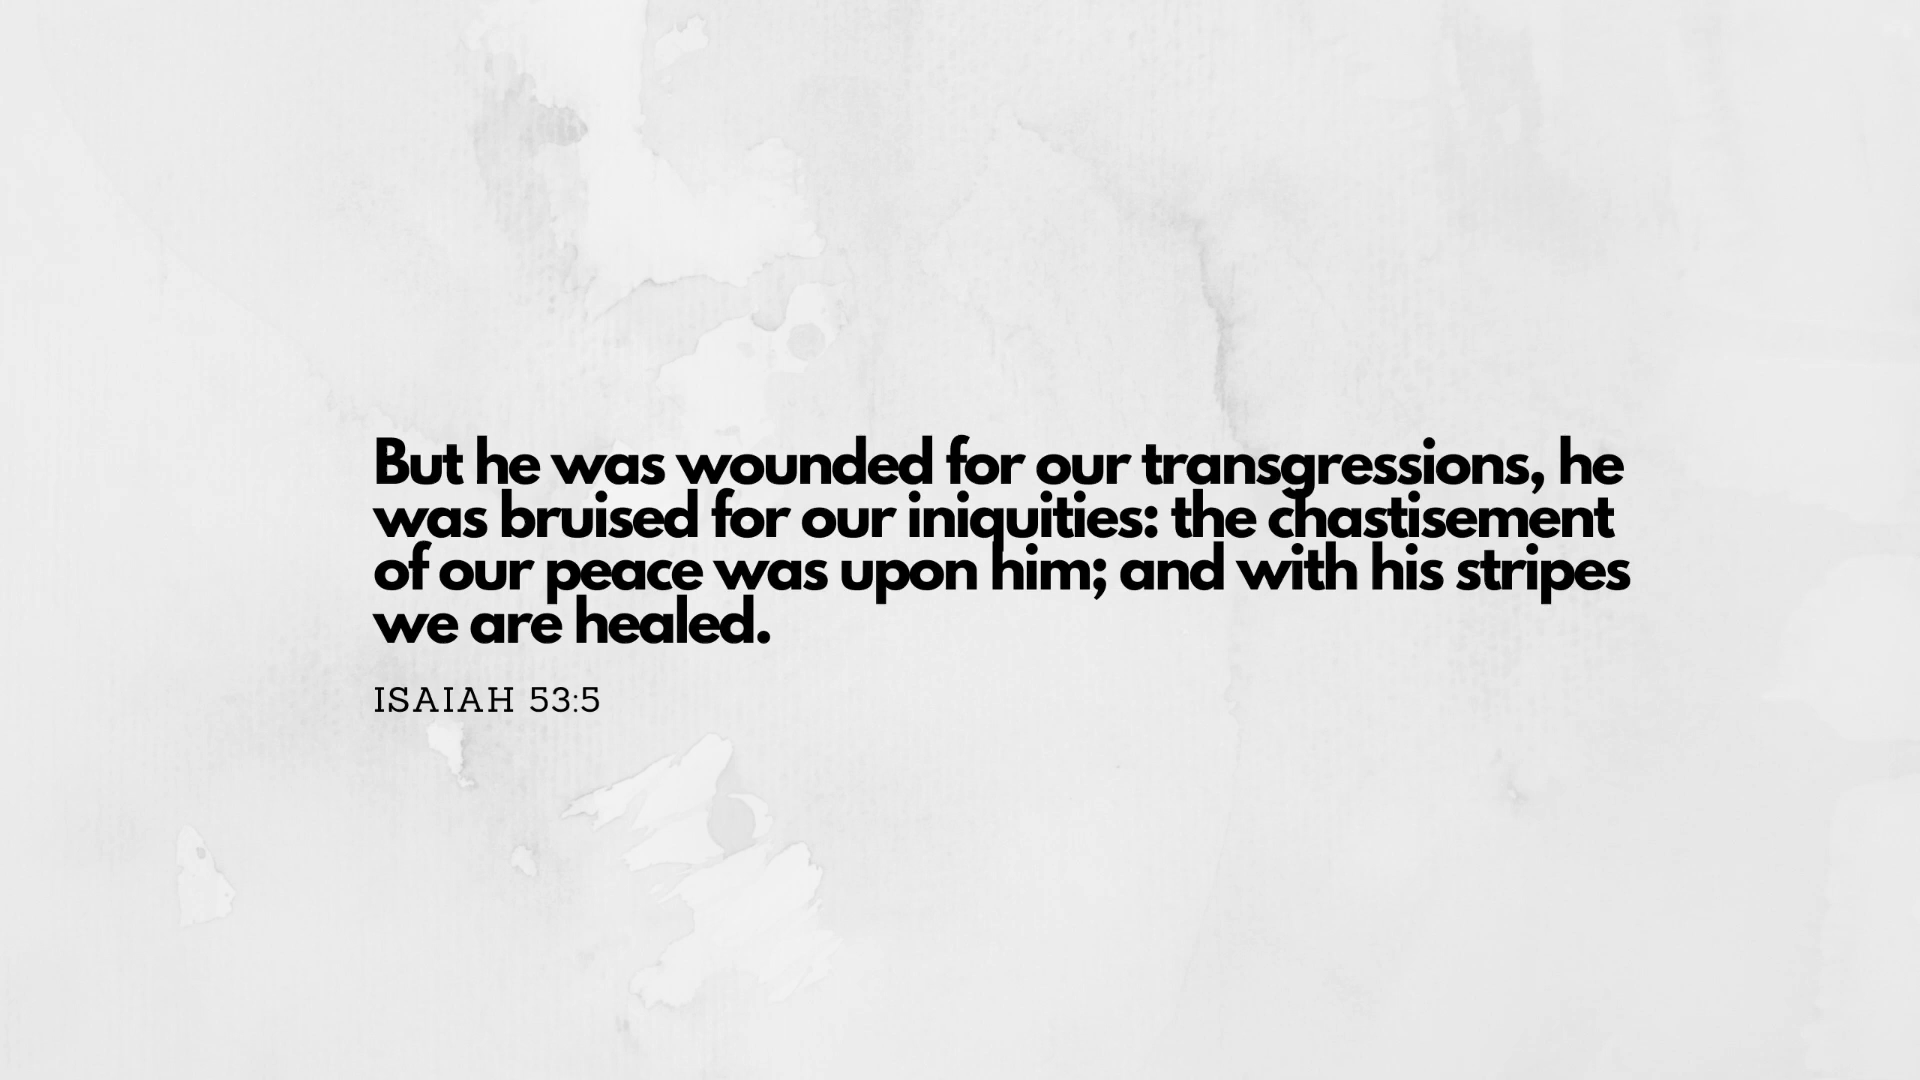 But he was wounded for our transgressions, he
was bruised for our iniquities: the chastisement
of our peace was upon him; and with his stripes
we are healed.
ISAIAH 53:5